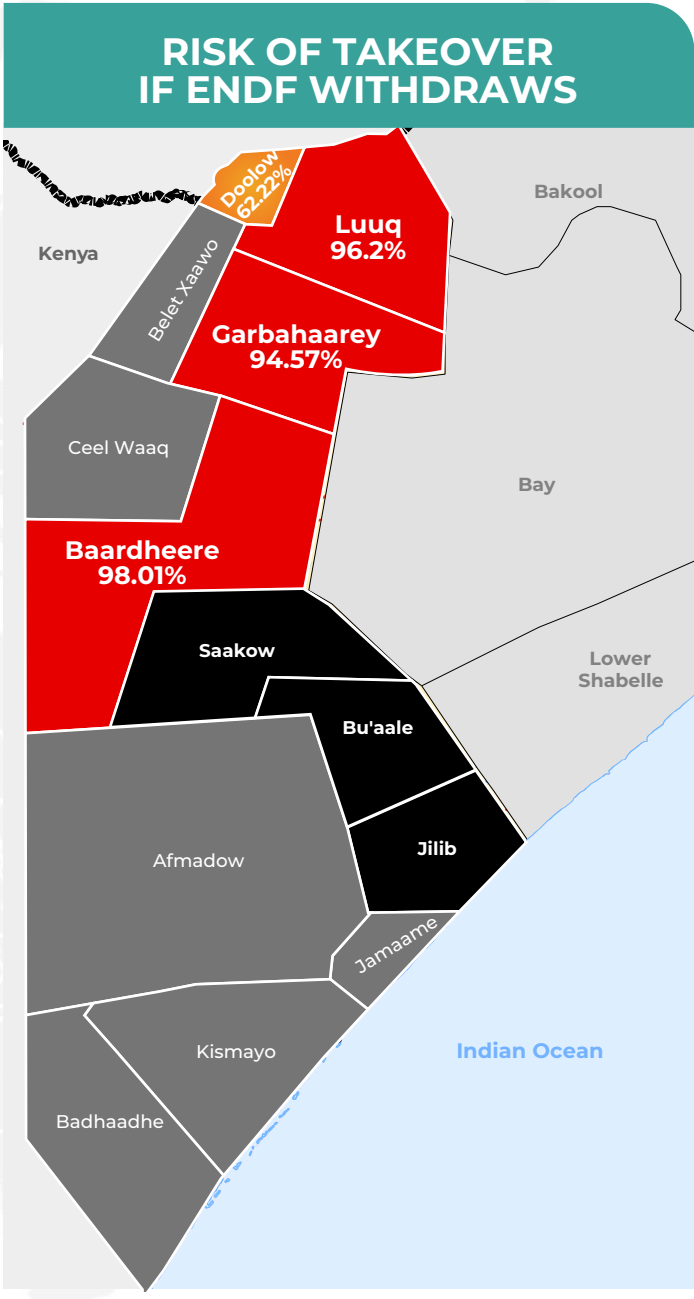 RISK OF TAKEOVER
IF ENDF WITHDRAWS
Doolow
62.22%
Bakool
Luuq
96.2%
Kenya
Belet Xaawo
Garbahaarey
94.57%
Ceel Waaq
Bay
Baardheere
98.01%
Saakow
Lower
Shabelle
Bu'aale
Jilib
Afmadow
Jamaame
Kismayo
Indian Ocean
Badhaadhe